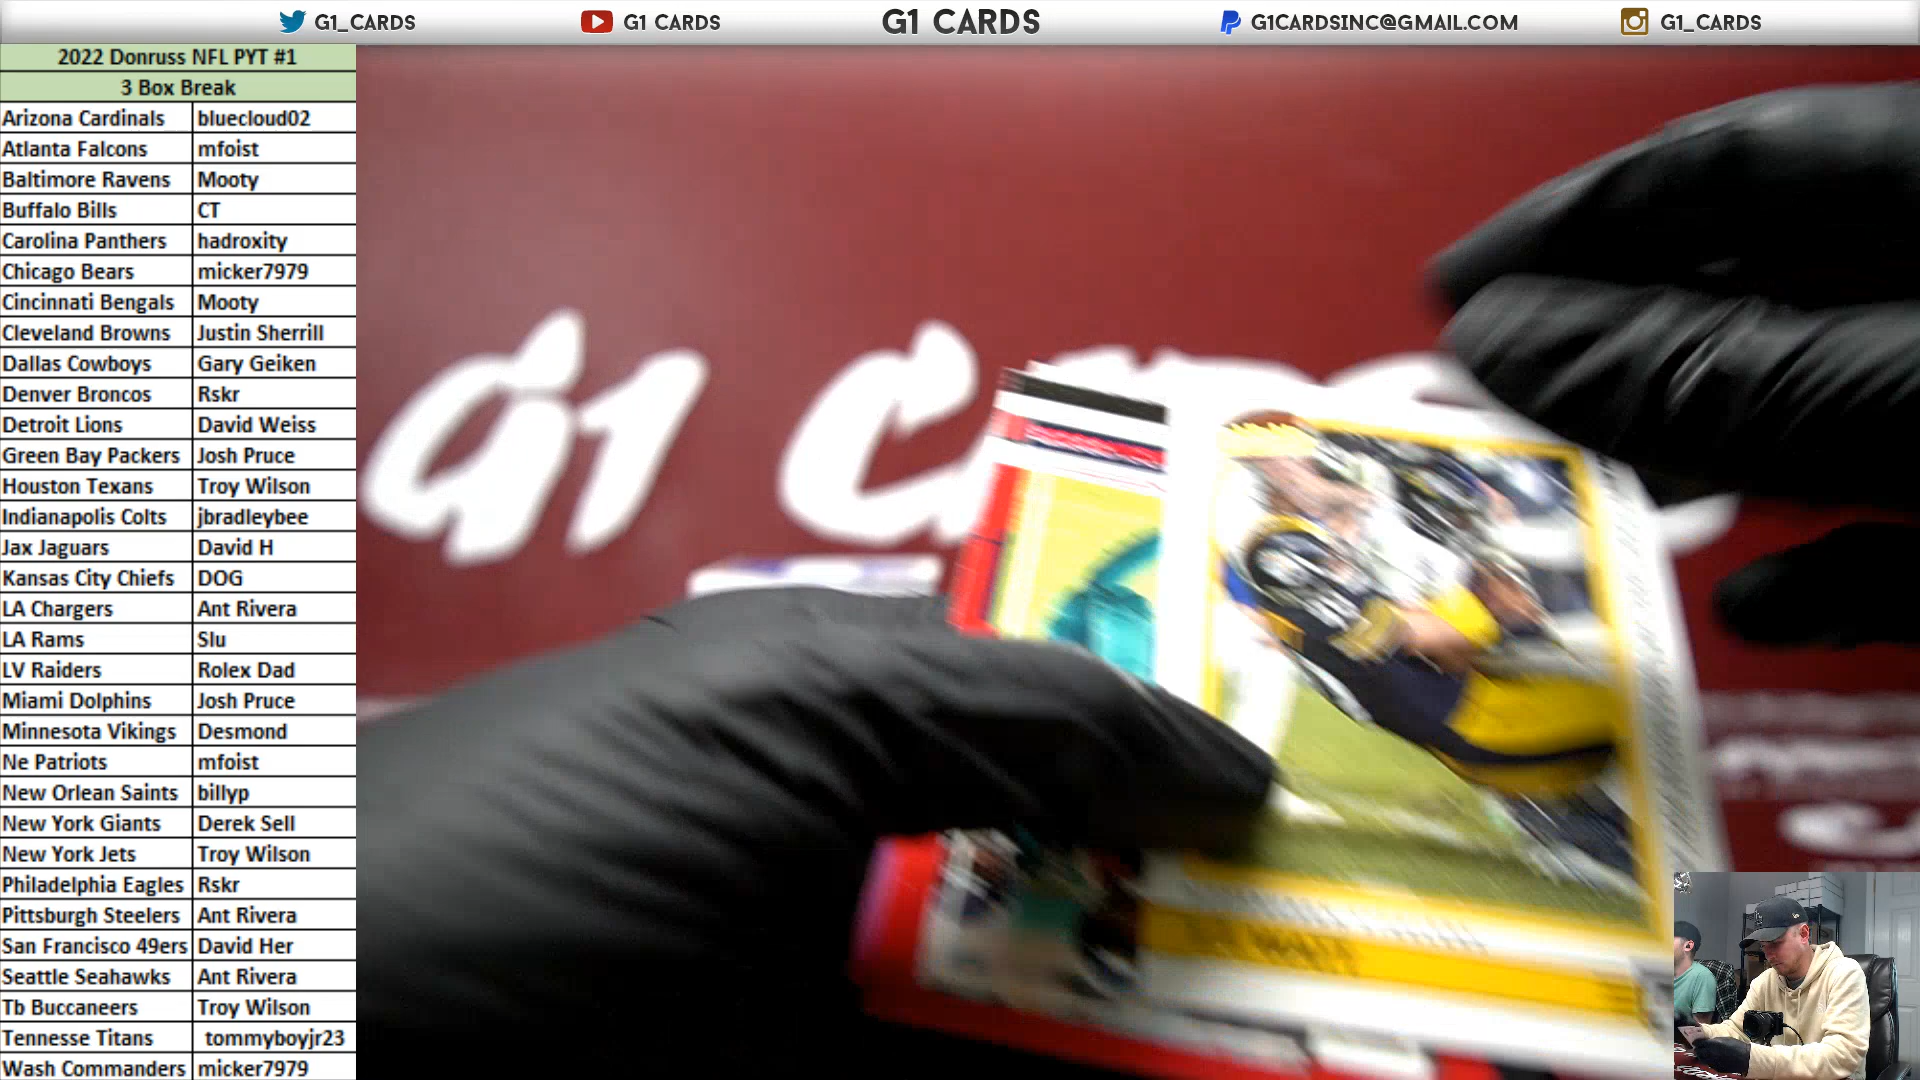 G1_CARDS G1 CARDS G1 CARDS G1CARDSINC@GMAIL.COM G1_CARDS
2022 Donruss NFL PYT #1
3 Box Break
Arizona Cardinals bluecloud02
Atlanta Falcons mfoist
Baltimore Ravens Mooty
Buffalo Bills CT
Carolina Panthers hadroxity
Chicago Bears micker7979
Cincinnati Bengals Mooty
Cleveland Browns Justin Sherrill
Dallas Cowboys Gary Geiken
Denver Broncos Rskr
Detroit Lions David Weiss
Green Bay Packers Josh Pruce
Houston Texans Troy Wilson
Indianapolis Colts jbradleybee
Jax Jaguars David H
Kansas City Chiefs DOG
LA Chargers Ant Rivera
LA Rams Slu
LV Raiders Rolex Dad
Miami Dolphins Josh Pruce
Minnesota Vikings Desmond
Ne Patriots mfoist
New Orlean Saints billyp
New York Giants Derek Sell
New York Jets Troy Wilson
Philadelphia Eagles Rskr
Pittsburgh Steelers Ant Rivera
San Francisco 49ers David Her
Seattle Seahawks Ant Rivera
Tb Buccaneers Troy Wilson
Tennesse Titans tommyboyjr23
Wash Commanders micker7979
G1